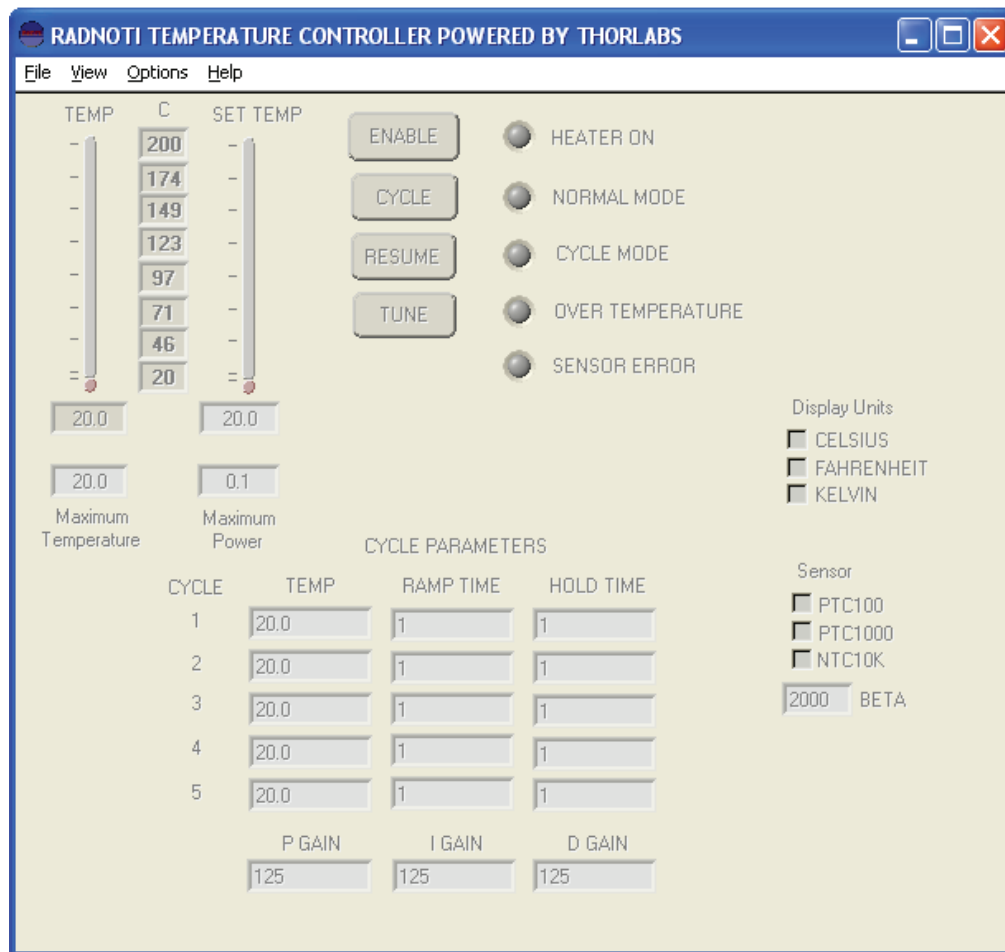 RADNOTI TEMPERATURE CONTROLLER POWERED BY THORLABS
File View Options Help
TEMP C SET TEMP
200
174
149
123
97
71
46
20
20.0 20.0
20.0 0.1
Maximum Temperature
Maximum Power
ENABLE
CYCLE
RESUME
TUNE
HEATER ON
NORMAL MODE
CYCLE MODE
OVER TEMPERATURE
SENSOR ERROR
Display Units
CELSIUS
FAHRENHEIT
KELVIN
CYCLE PARAMETERS
CYCLE TEMP RAMP TIME HOLD TIME
1 20.0 1 1
2 20.0 1 1
3 20.0 1 1
4 20.0 1 1
5 20.0 1 1
P GAIN I GAIN D GAIN
125 125 125
Sensor
PTC100
PTC1000
NTC10K
2000 BETA